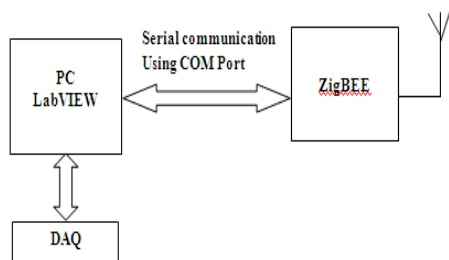 Serial communication
Using COM Port
PC
LabVIEW
ZigBEE
DAQ